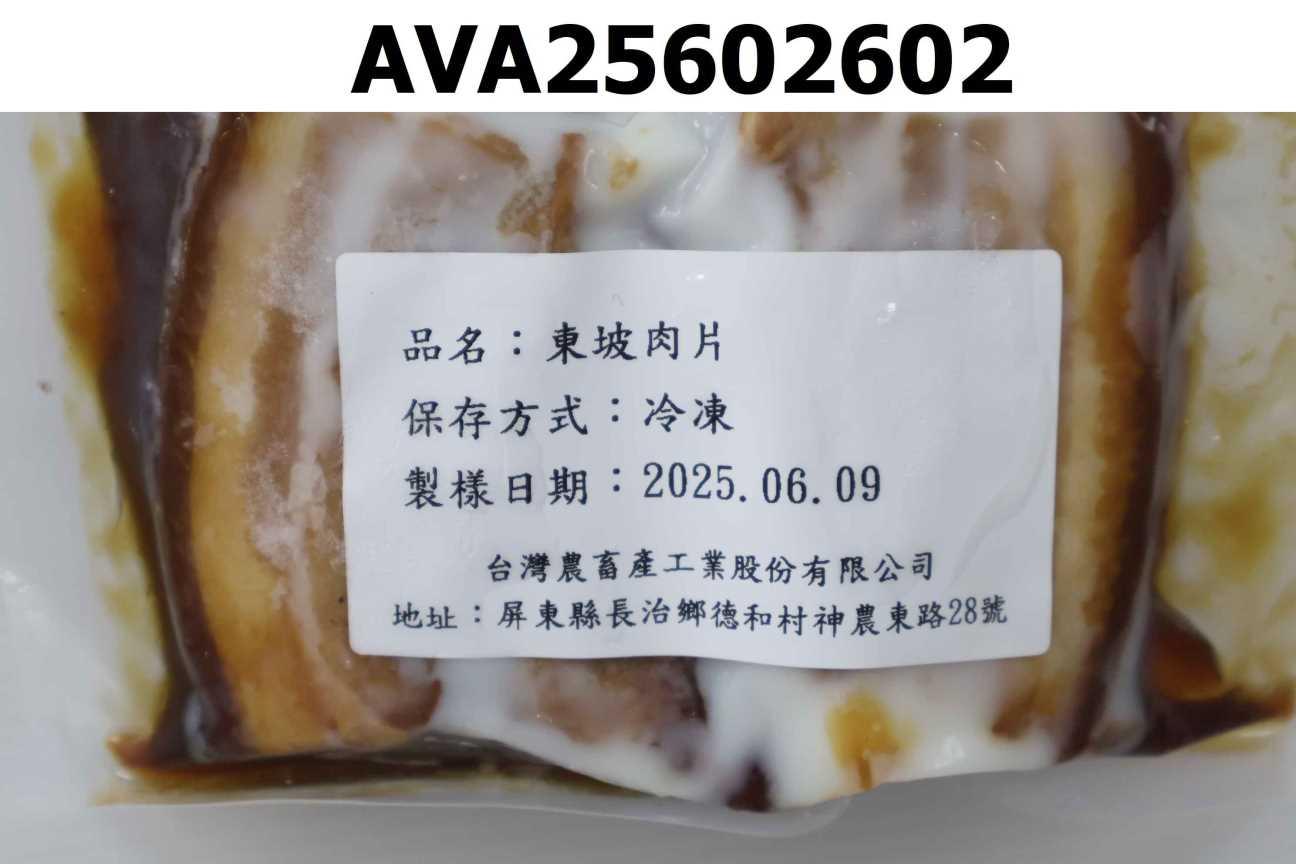 AVA25602602
品名：東坡肉片
保存方式：冷凍
製樣日期：2025.06.09
台灣農畜產工業股份有限公司
地址：屏東縣長治鄉德和村神農東路28號